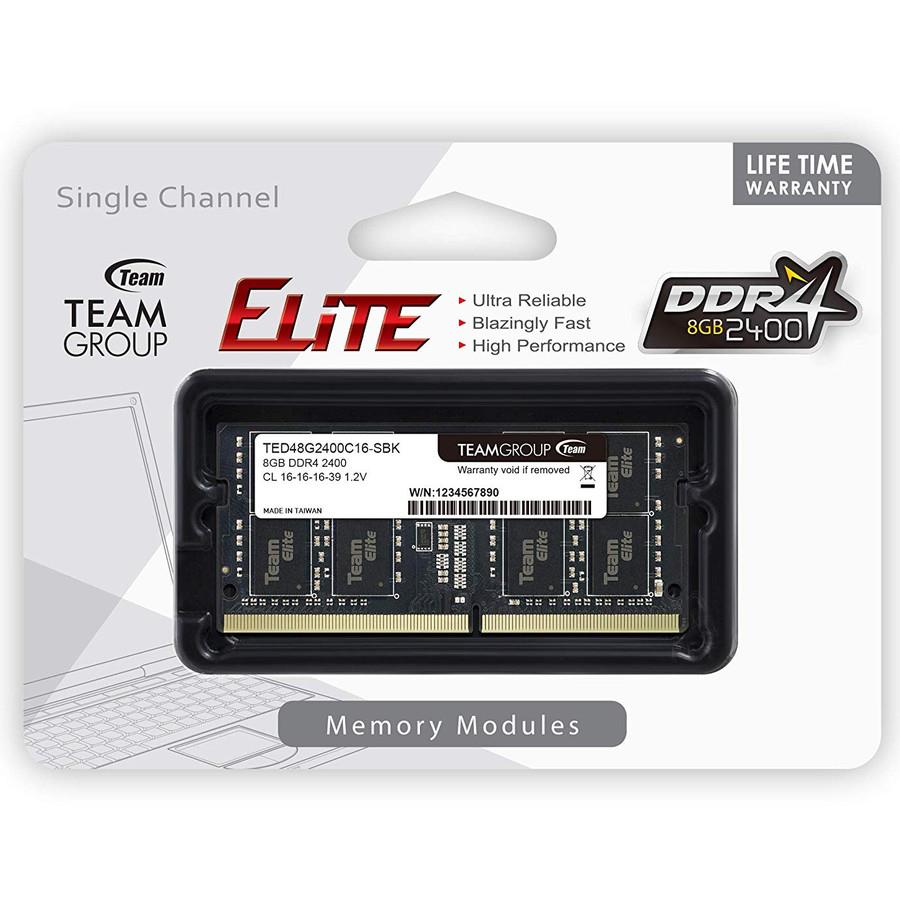 Single Channel
LIFE TIME
WARRANTY
Team
TEAM
GROUP
ELiTE
Ultra Reliable
Blazingly Fast
High Performance
DDR4
8GB 2400
TED48G2400C16-SBK
8GB DDR4 2400
CL 16-16-16-39 1.2V
MADE IN TAIWAN
TEAMGROUP Team
Warranty void if removed
W/N:1234567890
Team Elite
Team Elite
Team Elite
Team Elite
Team Elite
Memory Modules